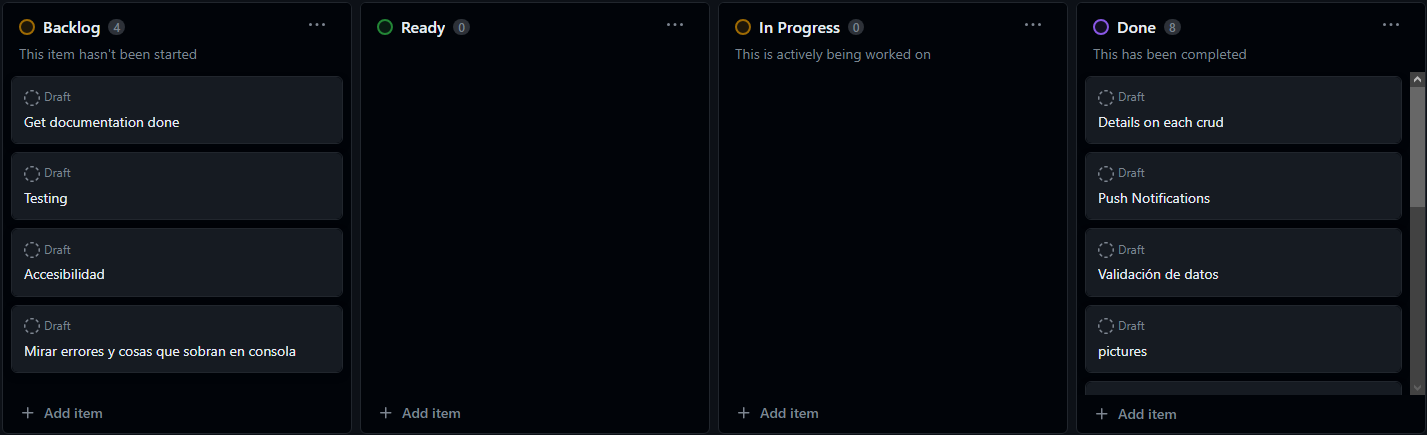 Backlog 4
This item hasn't been started
Draft
Get documentation done
Draft
Testing
Draft
Accesibilidad
Draft
Mirar errores y cosas que sobran en consola
Add item
Ready 0
Add item
In Progress 0
This is actively being worked on
Add item
Done 8
This has been completed
Draft
Details on each crud
Draft
Push Notifications
Draft
Validación de datos
Draft
pictures
Add item